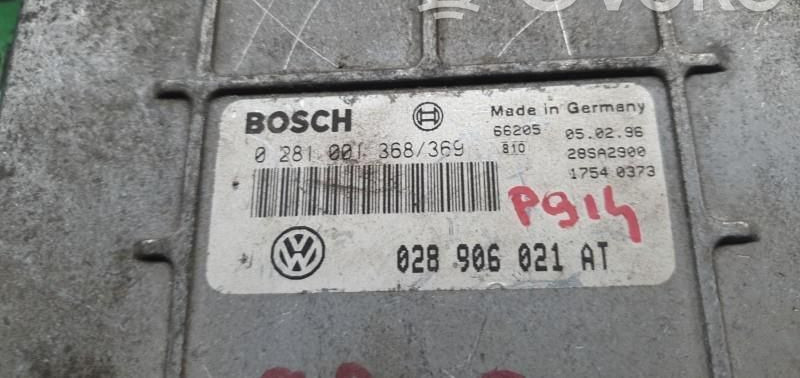 BOSCH
Made in Germany
66205 05.02.96
0 281 001 368/369
810 28SA2900
1754 0373
P914
VW
028 906 021 AT